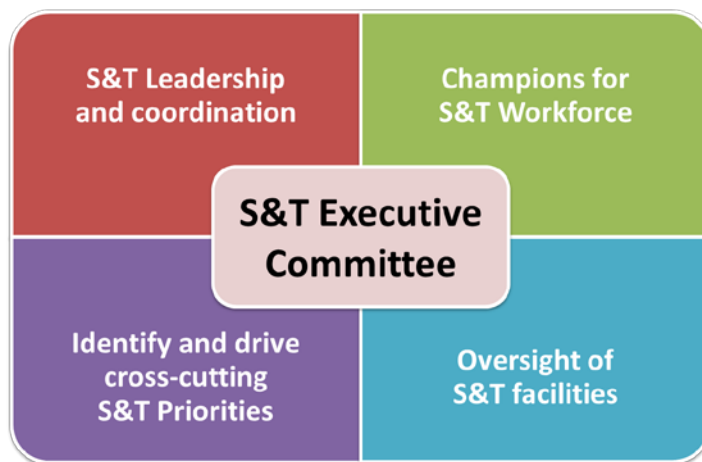 S&T Leadership
and coordination
Champions for
S&T Workforce
S&T Executive
Committee
Identify and drive
cross-cutting
S&T Priorities
Oversight of
S&T facilities